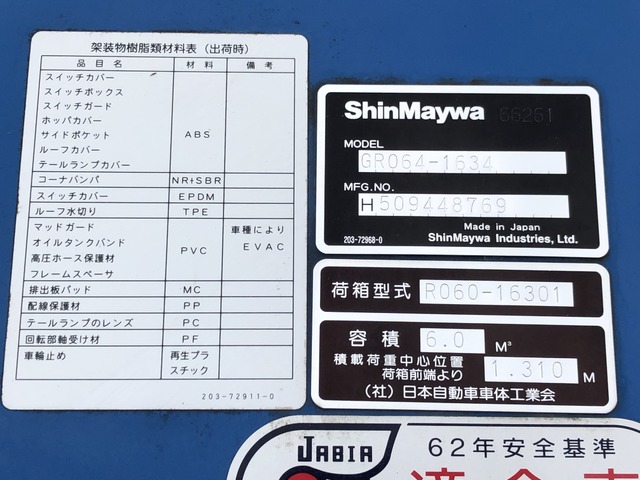 架装物樹脂類材料表（出荷時）
品目名 材料 備考
スイッチカバー
スイッチボックス
スイッチガード
ホッパカバー
サイドポケット ABS
ルーフカバー
テールランプカバー
コーナバンパ NR+SBR
スイッチカバー EPDM
ルーフ水切り TPE
マッドガード 車種により
オイルタンクバンド PVC EVAC
高圧ホース保護材
フレームスペーサ
排出板パッド MC
配線保護材 PP
テールランプのレンズ PC
回転部軸受け材 PF
車輪止め 再生プラ
スチック
203-72911-0
ShinMaywa 66261
MODEL
GR064-1634
MFG.NO.
H509448769
Made in Japan
203-72968-0 ShinMaywa Industries, Ltd.
荷箱型式 R060-16301
容積 6.0 M³
積載荷重中心位置
荷箱前端より 1.310 M
（社）日本自動車車体工業会
JABIA 62年安全基準
適合車